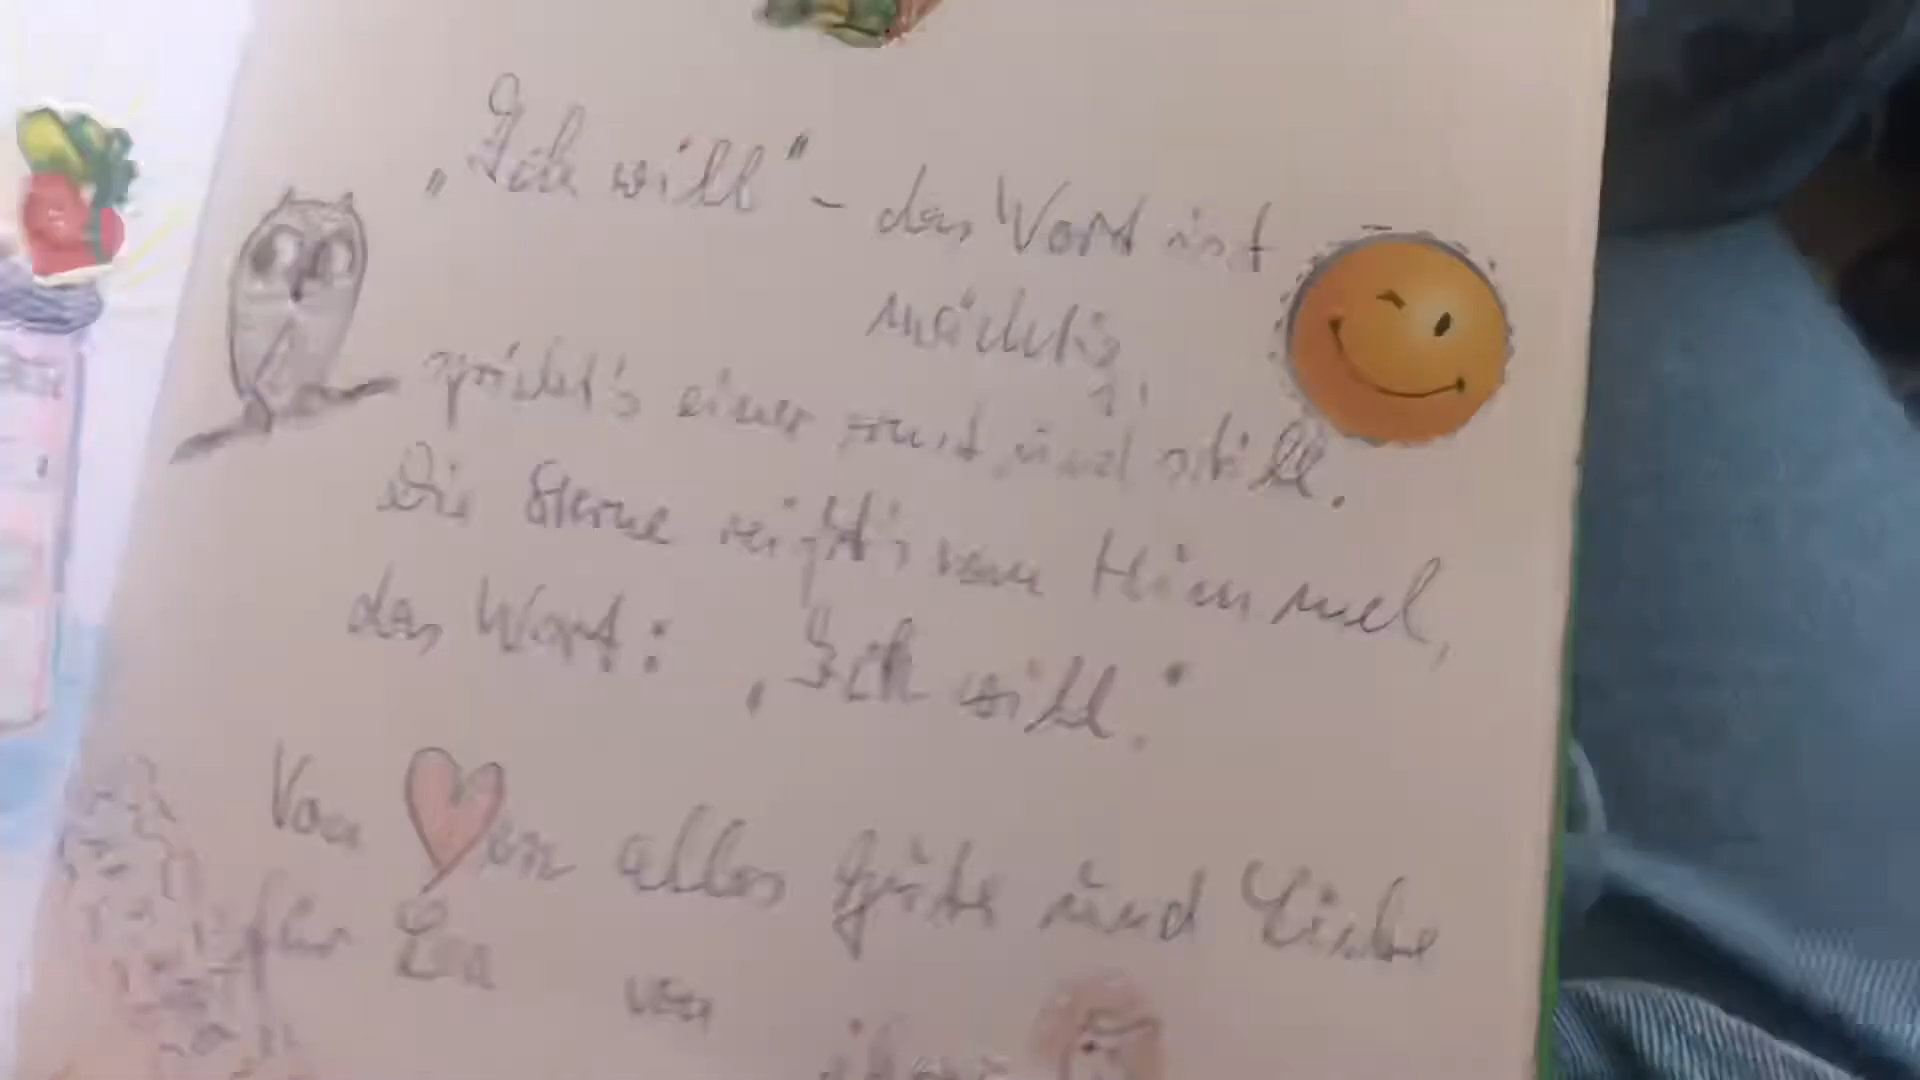 „Ich will" – das Wort ist
mächtig,
spricht's einer ernst und still.
Die Sterne reißt's vom Himmel,
das Wort: „Ich will."
Von ♥en alles Gute und Liebe
für Lea von